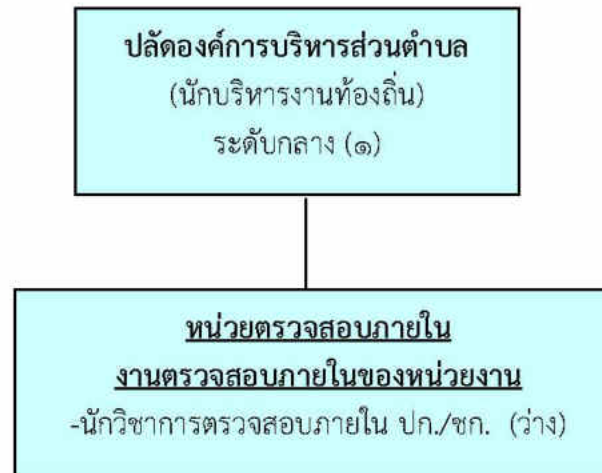 ปลัดองค์การบริหารส่วนตำบล
(นักบริหารงานท้องถิ่น)
ระดับกลาง (๑)
หน่วยตรวจสอบภายใน
งานตรวจสอบภายในของหน่วยงาน
-นักวิชาการตรวจสอบภายใน ปก./ชก. (ว่าง)